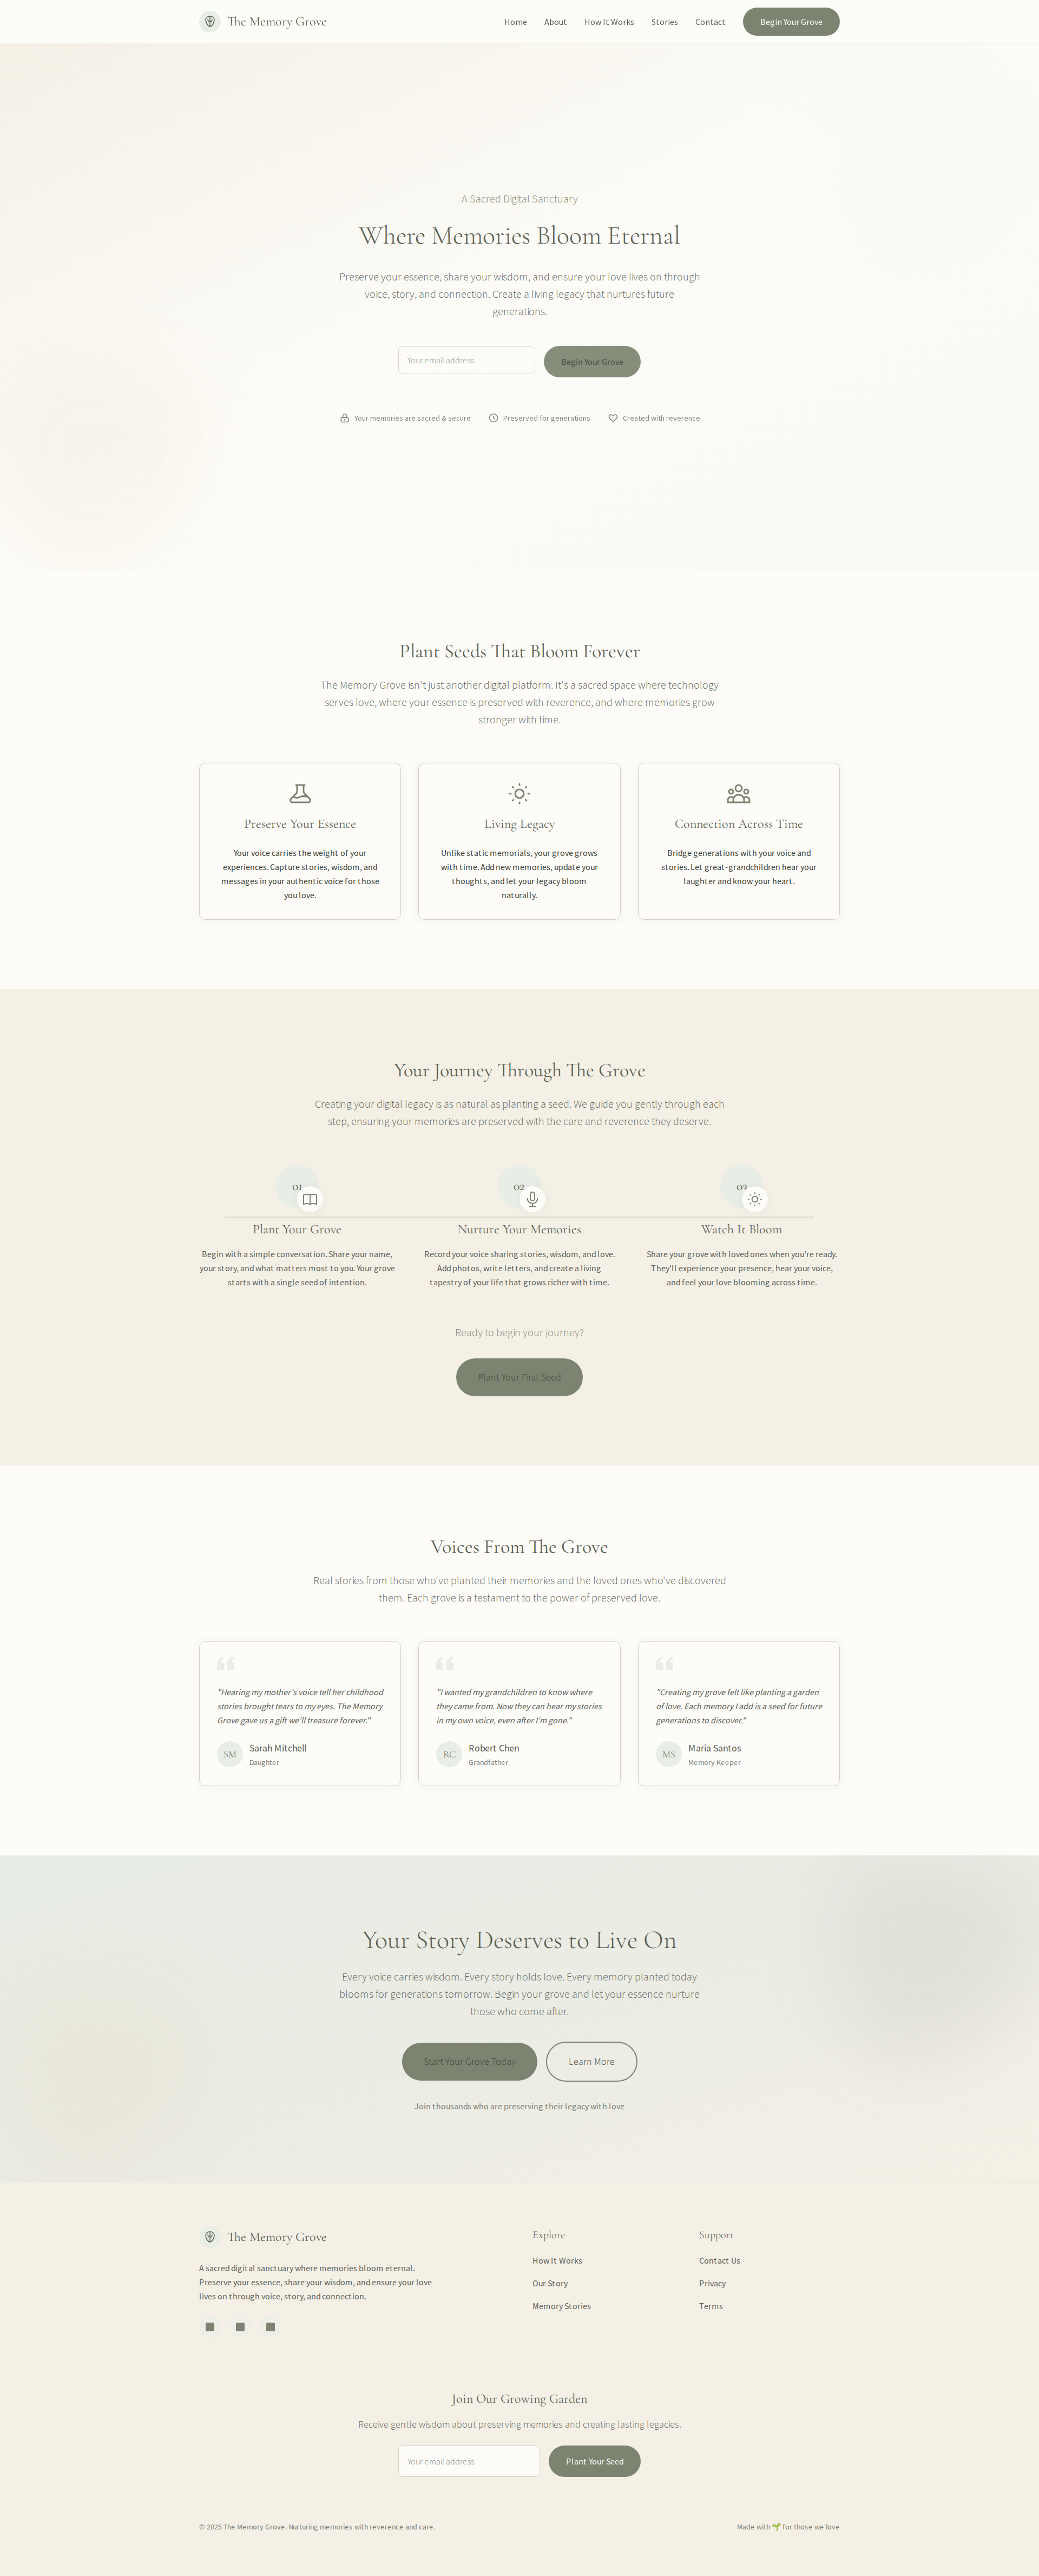 The Memory Grove
Home About How It Works Stories Contact Begin Your Grove
A Sacred Digital Sanctuary
Where Memories Bloom Eternal
Preserve your essence, share your wisdom, and ensure your love lives on through
voice, story, and connection. Create a living legacy that nurtures future
generations.
Your email address Begin Your Grove
Your memories are sacred & secure Preserved for generations Created with reverence
Plant Seeds That Bloom Forever
The Memory Grove isn't just another digital platform. It's a sacred space where technology
serves love, where your essence is preserved with reverence, and where memories grow
stronger with time.
Preserve Your Essence
Your voice carries the weight of your
experiences. Capture stories, wisdom, and
messages in your authentic voice for those
you love.
Living Legacy
Unlike static memorials, your grove grows
with time. Add new memories, update your
thoughts, and let your legacy bloom
naturally.
Connection Across Time
Bridge generations with your voice and
stories. Let great-grandchildren hear your
laughter and know your heart.
Your Journey Through The Grove
Creating your digital legacy is as natural as planting a seed. We guide you gently through each
step, ensuring your memories are preserved with the care and reverence they deserve.
01
Plant Your Grove
Begin with a simple conversation. Share your name,
your story, and what matters most to you. Your grove
starts with a single seed of intention.
02
Nurture Your Memories
Record your voice sharing stories, wisdom, and love.
Add photos, write letters, and create a living
tapestry of your life that grows richer with time.
03
Watch It Bloom
Share your grove with loved ones when you're ready.
They'll experience your presence, hear your voice,
and feel your love blooming across time.
Ready to begin your journey?
Plant Your First Seed
Voices From The Grove
Real stories from those who've planted their memories and the loved ones who've discovered
them. Each grove is a testament to the power of preserved love.
"Hearing my mother's voice tell her childhood
stories brought tears to my eyes. The Memory
Grove gave us a gift we'll treasure forever."
SM Sarah Mitchell
Daughter
"I wanted my grandchildren to know where
they came from. Now they can hear my stories
in my own voice, even after I'm gone."
RC Robert Chen
Grandfather
"Creating my grove felt like planting a garden
of love. Each memory I add is a seed for future
generations to discover."
MS Maria Santos
Memory Keeper
Your Story Deserves to Live On
Every voice carries wisdom. Every story holds love. Every memory planted today
blooms for generations tomorrow. Begin your grove and let your essence nurture
those who come after.
Start Your Grove Today Learn More
Join thousands who are preserving their legacy with love
The Memory Grove
A sacred digital sanctuary where memories bloom eternal.
Preserve your essence, share your wisdom, and ensure your love
lives on through voice, story, and connection.
Explore
How It Works
Our Story
Memory Stories
Support
Contact Us
Privacy
Terms
Join Our Growing Garden
Receive gentle wisdom about preserving memories and creating lasting legacies.
Your email address Plant Your Seed
© 2025 The Memory Grove. Nurturing memories with reverence and care.
Made with 🌱 for those we love